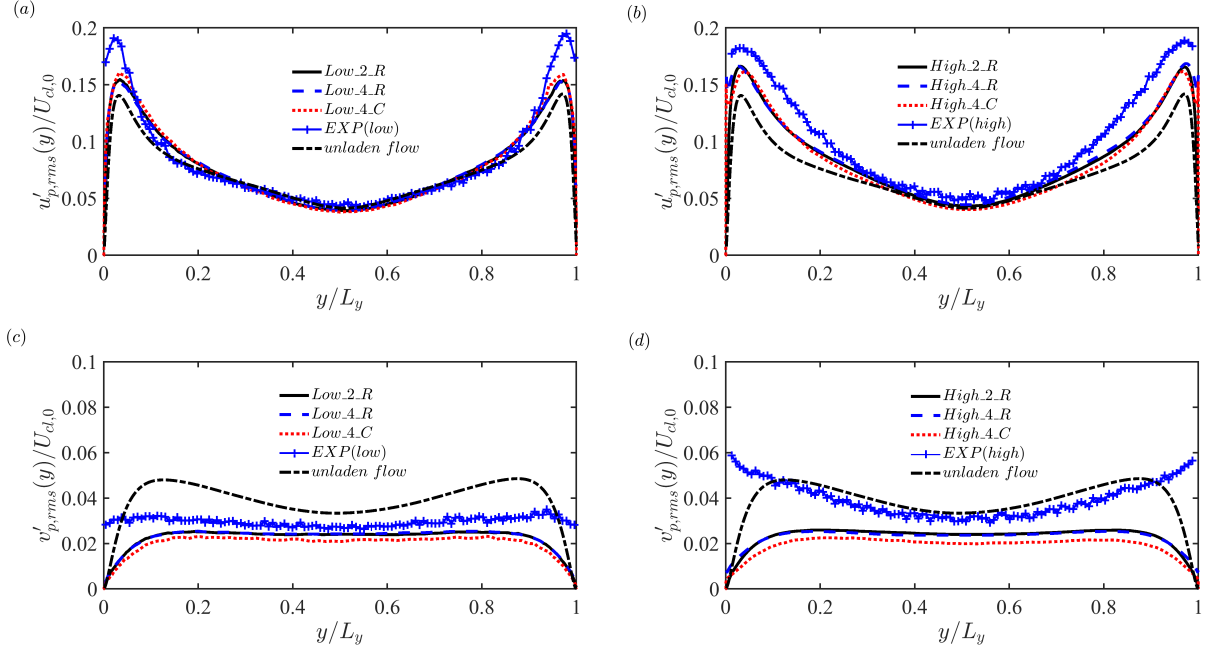 (a)
u'p,rms(y)/Ucl,0
0.2
0.15
0.1
0.05
0
Low_2_R
Low_4_R
Low_4_C
EXP(low)
unladen flow
0 0.2 0.4 0.6 0.8 1
y/Ly
(b)
u'p,rms(y)/Ucl,0
0.2
0.15
0.1
0.05
0
High_2_R
High_4_R
High_4_C
EXP(high)
unladen flow
0 0.2 0.4 0.6 0.8 1
y/Ly
(c)
v'p,rms(y)/Ucl,0
0.1
0.08
0.06
0.04
0.02
0
Low_2_R
Low_4_R
Low_4_C
EXP(low)
unladen flow
0 0.2 0.4 0.6 0.8 1
y/Ly
(d)
v'p,rms(y)/Ucl,0
0.1
0.08
0.06
0.04
0.02
0
High_2_R
High_4_R
High_4_C
EXP(high)
unladen flow
0 0.2 0.4 0.6 0.8 1
y/Ly